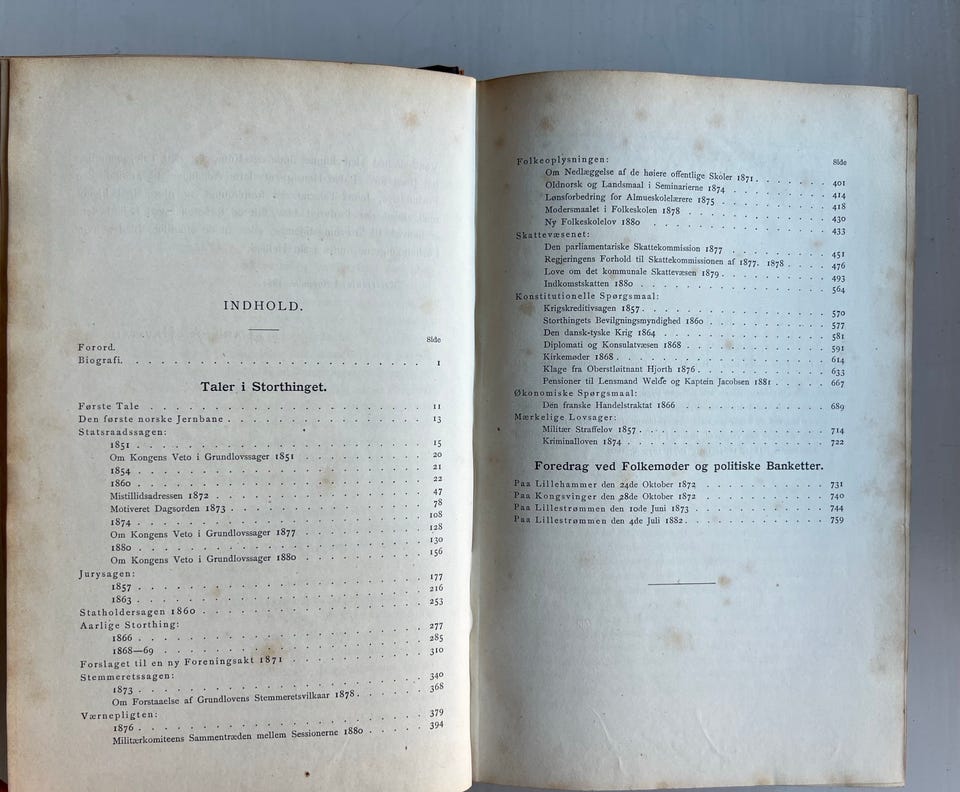 INDHOLD.
Side
Forord.
Biografi. . . . . . . . . . . . . . . . . . . . . 1
Taler i Storthinget.
Første Tale . . . . . . . . . . . . . . . . . . . . 11
Den første norske Jernbane . . . . . . . . . . . . . . . 13
Statsraadssagen:
1851 . . . . . . . . . . . . . . . . . . . . 15
Om Kongens Veto i Grundlovssager 1851 . . . . . . . . . 20
1854 . . . . . . . . . . . . . . . . . . . . 21
1860 . . . . . . . . . . . . . . . . . . . . 22
Mistillidsadressen 1872 . . . . . . . . . . . . . . 47
Motiveret Dagsorden 1873 . . . . . . . . . . . . . 78
1874 . . . . . . . . . . . . . . . . . . . . 108
Om Kongens Veto i Grundlovssager 1877 . . . . . . . . . 128
1880 . . . . . . . . . . . . . . . . . . . . 130
Om Kongens Veto i Grundlovssager 1880 . . . . . . . . . 156
Jurysagen:
1857 . . . . . . . . . . . . . . . . . . . . 177
1863 . . . . . . . . . . . . . . . . . . . . 216
Statholdersagen 1860 . . . . . . . . . . . . . . . . 253
Aarlige Storthing:
1866 . . . . . . . . . . . . . . . . . . . . 277
1868—69 . . . . . . . . . . . . . . . . . . . 285
Forslaget til en ny Foreningsakt 1871 . . . . . . . . . . 310
Stemmeretssagen:
1873 . . . . . . . . . . . . . . . . . . . . 340
Om Forstaaelse af Grundlovens Stemmeretsvilkaar 1878. . . . . 368
Værnepligten:
1876 . . . . . . . . . . . . . . . . . . . . 379
Militærkomiteens Sammentræden mellem Sessionerne 1880 . . . . . 394
Folkeoplysningen:
Side
Om Nedlæggelse af de høiere offentlige Skoler 1871. . . . . . 401
Oldnorsk og Landsmaal i Seminarierne 1874 . . . . . . . . 414
Lønsforbedring for Almueskolelærere 1875 . . . . . . . . . 418
Modersmaalet i Folkeskolen 1878 . . . . . . . . . . . 430
Ny Folkeskolelov 1880 . . . . . . . . . . . . . . 433
Skattevæsenet:
Den parliamentariske Skattekommission 1877 . . . . . . . . 451
Regjeringens Forhold til Skattekommissionen af 1877. 1878 . . . . 476
Love om det kommunale Skattevæsen 1879 . . . . . . . . . 493
Indkomstskatten 1880 . . . . . . . . . . . . . . . 564
Konstitutionelle Spørgsmaal:
Krigskreditivsagen 1857 . . . . . . . . . . . . . . 570
Storthingets Bevilgningsmyndighed 1860 . . . . . . . . . . 577
Den dansk-tyske Krig 1864 . . . . . . . . . . . . . 581
Diplomati og Konsulatvæsen 1868 . . . . . . . . . . . 591
Kirkemøder 1868 . . . . . . . . . . . . . . . . 614
Klage fra Oberstløitnant Hjorth 1876 . . . . . . . . . . 633
Pensioner til Lensmand Welde og Kaptein Jacobsen 1881 . . . . . 667
Økonomiske Spørgsmaal:
Den franske Handelstraktat 1866 . . . . . . . . . . . 689
Mærkelige Lovsager:
Militær Straffelov 1857 . . . . . . . . . . . . . . 714
Kriminalloven 1874 . . . . . . . . . . . . . . . 722
Foredrag ved Folkemøder og politiske Banketter.
Paa Lillehammer den 24de Oktober 1872 . . . . . . . . . . 731
Paa Kongsvinger den 28de Oktober 1872 . . . . . . . . . . 740
Paa Lillestrømmen den 10de Juni 1873 . . . . . . . . . . 744
Paa Lillestrømmen den 4de Juli 1882 . . . . . . . . . . . 759